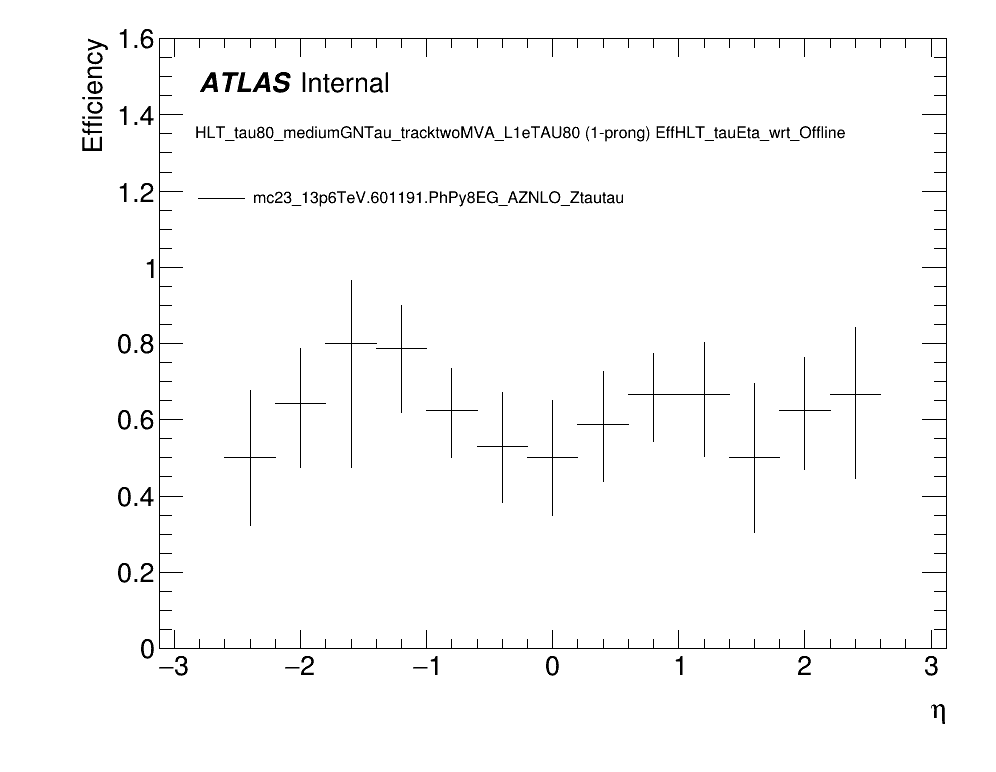 Efficiency
1.6
1.4
1.2
1
0.8
0.6
0.4
0.2
0
ATLAS Internal
HLT_tau80_mediumGNTau_tracktwoMVA_L1eTAU80 (1-prong) EffHLT_tauEta_wrt_Offline
mc23_13p6TeV.601191.PhPy8EG_AZNLO_Ztautau
−3 −2 −1 0 1 2 3
η